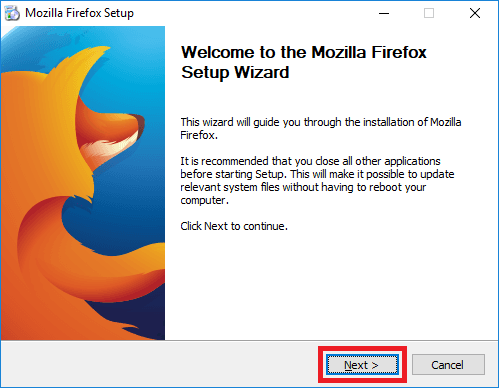 Mozilla Firefox Setup
Welcome to the Mozilla Firefox
Setup Wizard
This wizard will guide you through the installation of Mozilla
Firefox.
It is recommended that you close all other applications
before starting Setup. This will make it possible to update
relevant system files without having to reboot your
computer.
Click Next to continue.
Next >
Cancel